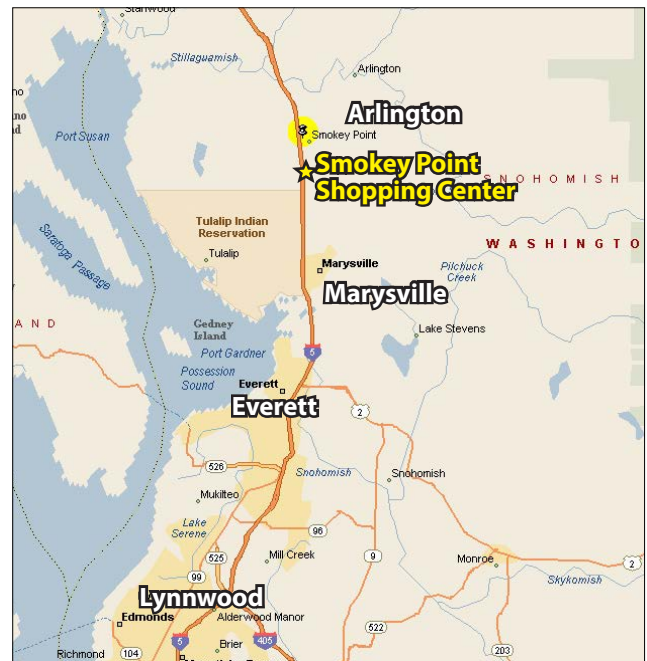 Stillaguamish
Arlington
Arlington
Smokey Point
Port Susan
Smokey Point
Shopping Center
SNOHOMISH
Tulalip Indian
Reservation
WASHINGTO
Tulalip
Saratoga Passage
Marysville
Pilchuck
Creek
Marysville
AND
Gedney
Island
Lake Stevens
Port Gardner
5
Possession
Sound
Everett
Everett
2
526
Snohomish
Snohomish
Mukilteo
Lake
Serene
96
525
Mill Creek
9
Monroe
2
99
Skykomish
Lynnwood
Edmonds
Alderwood Manor
522
5
405
Brier
203
Richmond
104